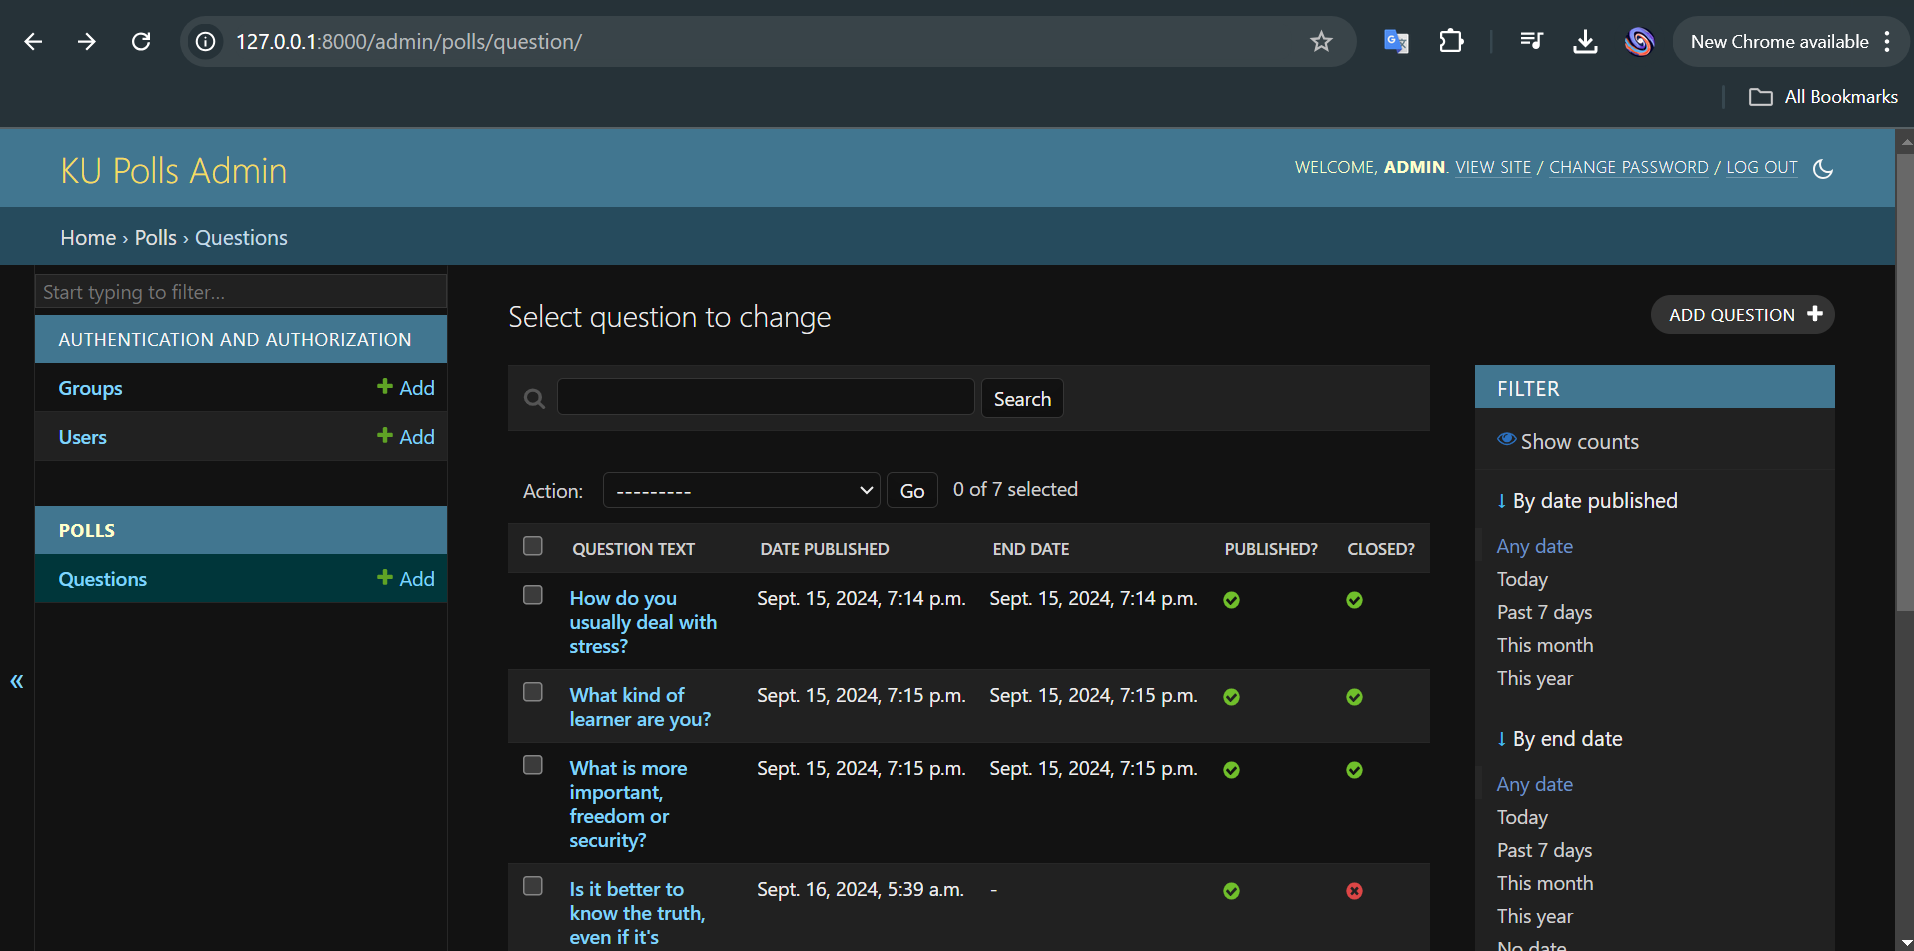 127.0.0.1:8000/admin/polls/question/
New Chrome available
All Bookmarks
KU Polls Admin
WELCOME, ADMIN. VIEW SITE / CHANGE PASSWORD / LOG OUT
Home › Polls › Questions
Start typing to filter...
AUTHENTICATION AND AUTHORIZATION
Groups Add
Users Add
POLLS
Questions Add
«
Select question to change
ADD QUESTION
Search
Action: --------- Go 0 of 7 selected
QUESTION TEXT DATE PUBLISHED END DATE PUBLISHED? CLOSED?
How do you Sept. 15, 2024, 7:14 p.m. Sept. 15, 2024, 7:14 p.m.
usually deal with
stress?
What kind of Sept. 15, 2024, 7:15 p.m. Sept. 15, 2024, 7:15 p.m.
learner are you?
What is more Sept. 15, 2024, 7:15 p.m. Sept. 15, 2024, 7:15 p.m.
important,
freedom or
security?
Is it better to Sept. 16, 2024, 5:39 a.m. -
know the truth,
even if it's
FILTER
Show counts
↓ By date published
Any date
Today
Past 7 days
This month
This year
↓ By end date
Any date
Today
Past 7 days
This month
This year
No date